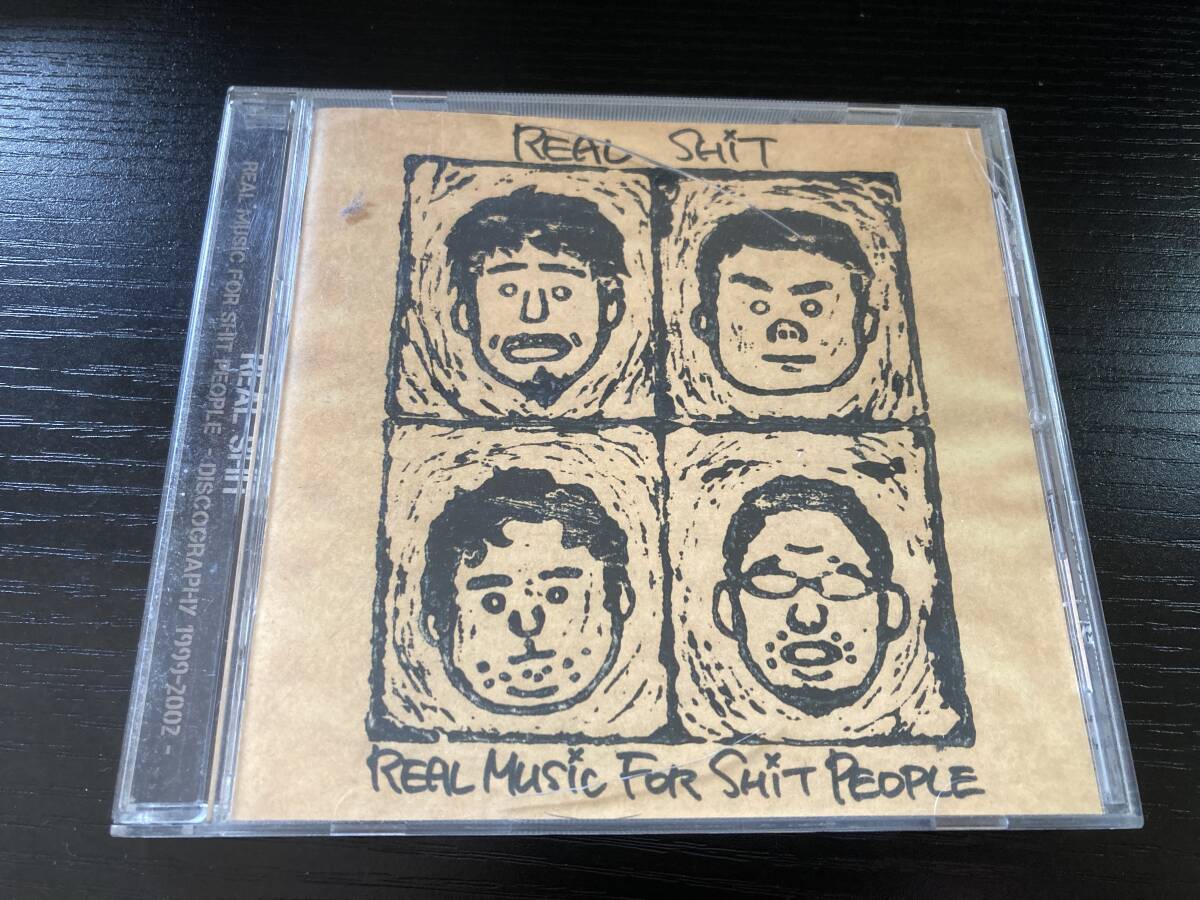 REAL SHiT
REAL MUSiC FOR SHiT PEOPLE
REAL SHIT
REAL MUSIC FOR SHIT PEOPLE -DISCOGRAPHY 1999-2002 -